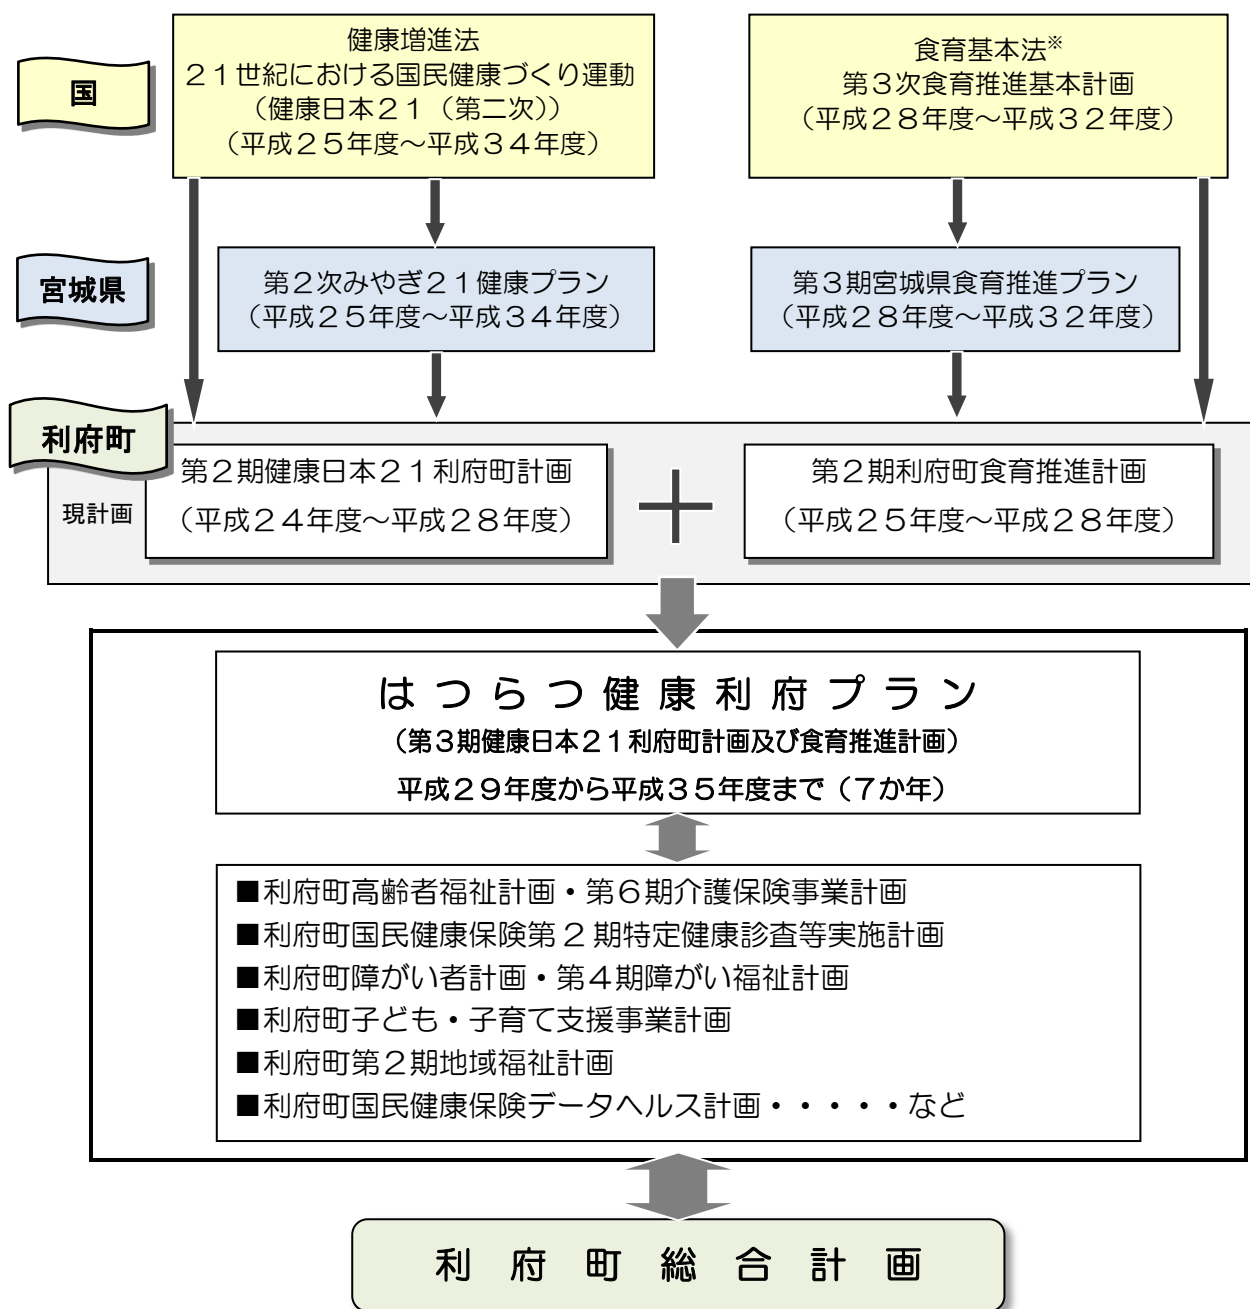 国
健康増進法
21世紀における国民健康づくり運動
（健康日本21（第二次））
（平成25年度～平成34年度）
食育基本法※
第3次食育推進基本計画
（平成28年度～平成32年度）
宮城県
第2次みやぎ21健康プラン
（平成25年度～平成34年度）
第3期宮城県食育推進プラン
（平成28年度～平成32年度）
利府町
現計画
第2期健康日本21利府町計画
（平成24年度～平成28年度）
第2期利府町食育推進計画
（平成25年度～平成28年度）
はつらつ健康利府プラン
（第3期健康日本21利府町計画及び食育推進計画）
平成29年度から平成35年度まで（7か年）
■利府町高齢者福祉計画・第6期介護保険事業計画
■利府町国民健康保険第2期特定健康診査等実施計画
■利府町障がい者計画・第4期障がい福祉計画
■利府町子ども・子育て支援事業計画
■利府町第2期地域福祉計画
■利府町国民健康保険データヘルス計画・・・・・など
利府町総合計画